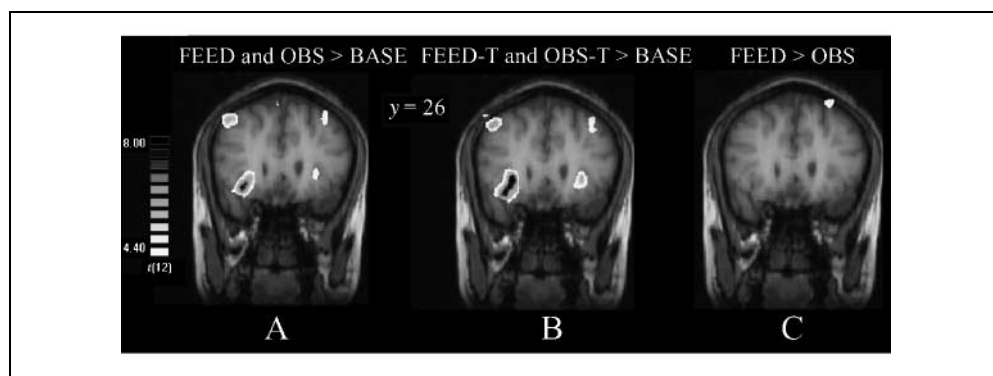 FEED and OBS > BASE
FEED-T and OBS-T > BASE
FEED > OBS
y = 26
8.00
4.40
t(12)
A
B
C